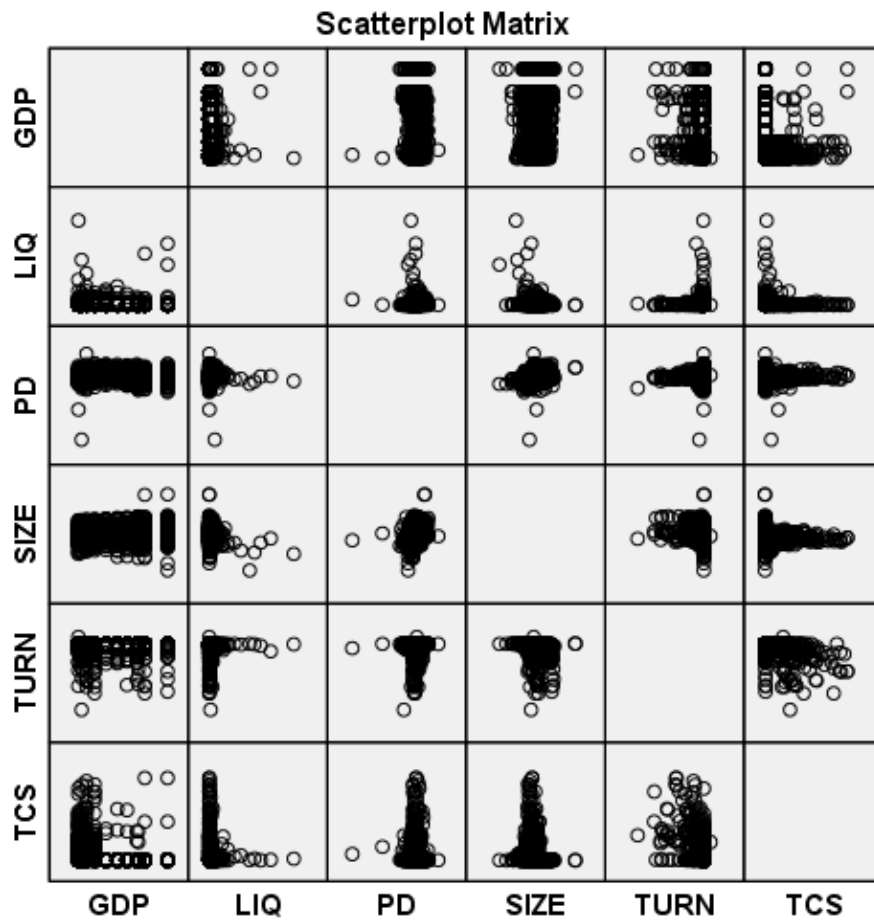 Scatterplot Matrix
GDP
LIQ
PD
SIZE
TURN
TCS
GDP LIQ PD SIZE TURN TCS